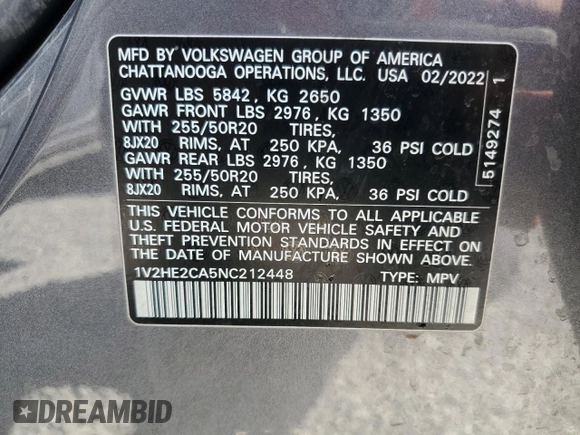 MFD BY VOLKSWAGEN GROUP OF AMERICA
CHATTANOOGA OPERATIONS, LLC. USA 02/2022
GVWR LBS 5842, KG 2650
GAWR FRONT LBS 2976, KG 1350
WITH 255/50R20 TIRES,
8JX20 RIMS, AT 250 KPA, 36 PSI COLD
GAWR REAR LBS 2976, KG 1350
WITH 255/50R20 TIRES,
8JX20 RIMS, AT 250 KPA, 36 PSI COLD
THIS VEHICLE CONFORMS TO ALL APPLICABLE
U.S. FEDERAL MOTOR VEHICLE SAFETY AND
THEFT PREVENTION STANDARDS IN EFFECT ON
THE DATE OF MANUFACTURE SHOWN ABOVE.
1V2HE2CA5NC212448 TYPE: MPV
5149274 1
DREAMBID